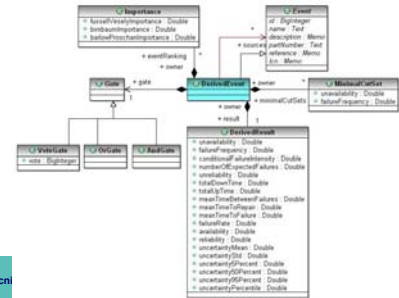 Importance
+ fussellVeselyImportance : Double
+ birnbaumImportance : Double
+ barlowProschanImportance : Double
Event
id : BigInteger
name : Text
description : Memo
partNumber : Text
reference : Memo
lcn : Memo
*
*
+ eventRanking
+ owner
+ sources
Gate
+ gate
1
DerivedEvent
+ owner
*
MinimalCutSet
+ unavailability : Double
+ failureFrequency : Double
+ owner
+ minimalCutSets
+ result
1
VoteGate
+ vote : BigInteger
OrGate
AndGate
DerivedResult
+ unavailability : Double
+ failureFrequency : Double
+ conditionalFailureIntensity : Double
+ numberOfExpectedFailures : Double
+ unreliability : Double
+ totalDownTime : Double
+ totalUpTime : Double
+ meanTimeBetweenFailures : Double
+ meanTimeToRepair : Double
+ meanTimeToFailure : Double
+ failureRate : Double
+ availability : Double
+ reliability : Double
+ uncertaintyMean : Double
+ uncertaintyStd : Double
+ uncertainty5Percent : Double
+ uncertainty50Percent : Double
+ uncertainty95Percent : Double
+ uncertaintyPercentile : Double